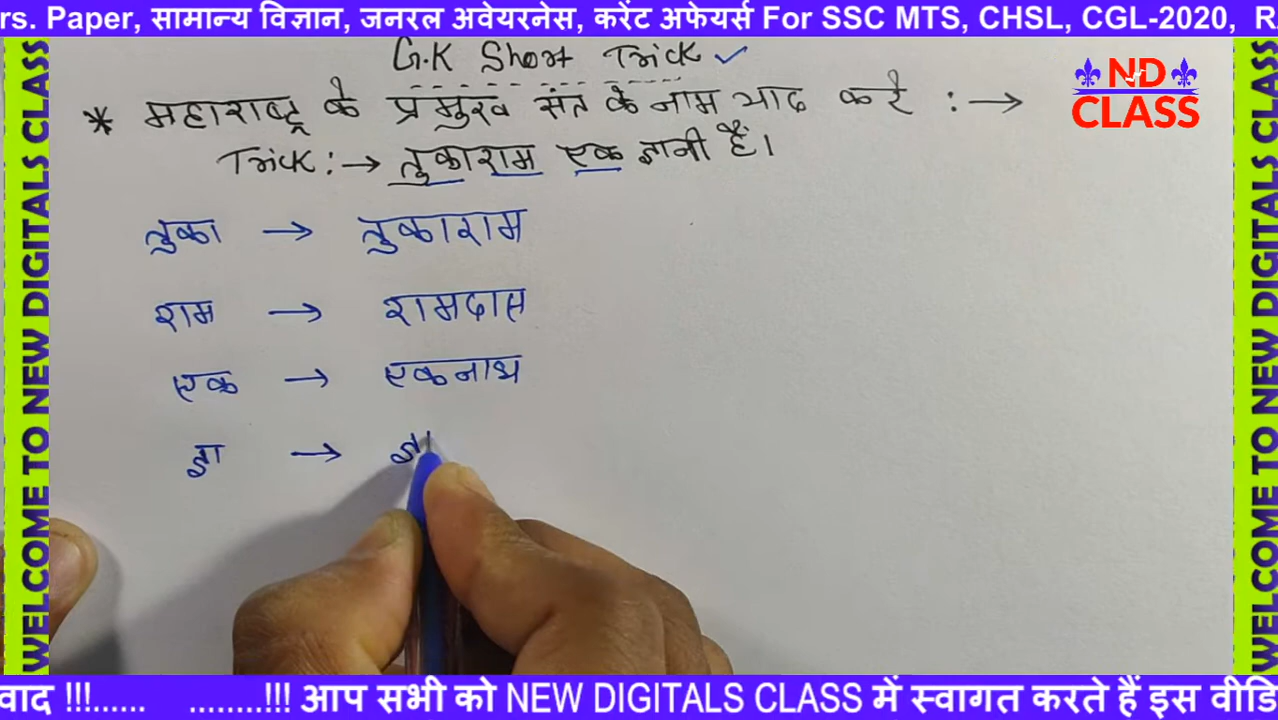 rs. Paper, सामान्य विज्ञान, जनरल अवेयरनेस, करेंट अफेयर्स For SSC MTS, CHSL, CGL-2020, R
G.K Short Trick ✓
* महाराष्ट्र के प्रमुख संत के नाम याद करे :→
Trick:→ तुकाराम एक ज्ञानी हैं।
तुका → तुकाराम
राम → रामदास
एक → एकनाथ
ज्ञा → ज्ञा
ND
CLASS
WELCOME TO NEW DIGITALS CLASS
WELCOME TO NEW DIGITALS CLASS
वाद !!!...... ........!!! आप सभी को NEW DIGITALS CLASS में स्वागत करते हैं इस वीडि